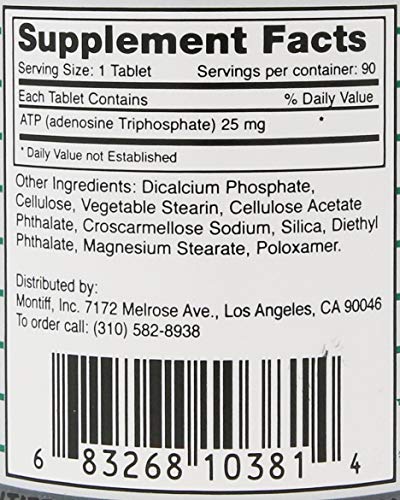 Supplement Facts
Serving Size: 1 Tablet Servings per container: 90
Each Tablet Contains % Daily Value
ATP (adenosine Triphosphate) 25 mg *
* Daily Value not Established
Other Ingredients: Dicalcium Phosphate,
Cellulose, Vegetable Stearin, Cellulose Acetate
Phthalate, Croscarmellose Sodium, Silica, Diethyl
Phthalate, Magnesium Stearate, Poloxamer.
Distributed by:
Montiff, Inc. 7172 Melrose Ave., Los Angeles, CA 90046
To order call: (310) 582-8938
6 83268 10381 4